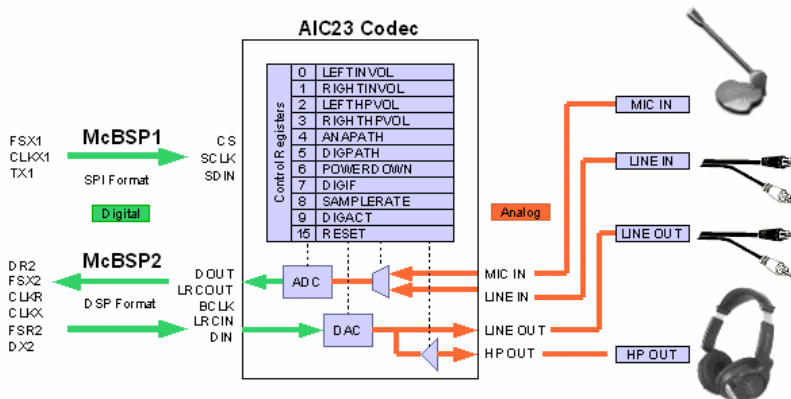 AIC23 Codec
Control Registers
0 LEFTINVOL
1 RIGHTINVOL
2 LEFTHPVOL
3 RIGHTHPVOL
4 ANAPATH
5 DIGPATH
6 POWERDOWN
7 DIGIF
8 SAMPLERATE
9 DIGACT
15 RESET
FSX1
CLKX1
TX1
McBSP1
SPI Format
CS
SCLK
SDIN
Digital
Analog
McBSP2
DSP Format
DR2
FSX2
CLKR
CLKX
FSR2
DX2
DOUT
LRCOUT
BCLK
LRCIN
DIN
ADC
DAC
MIC IN
LINE IN
LINE OUT
HP OUT
MIC IN
LINE IN
LINE OUT
HP OUT